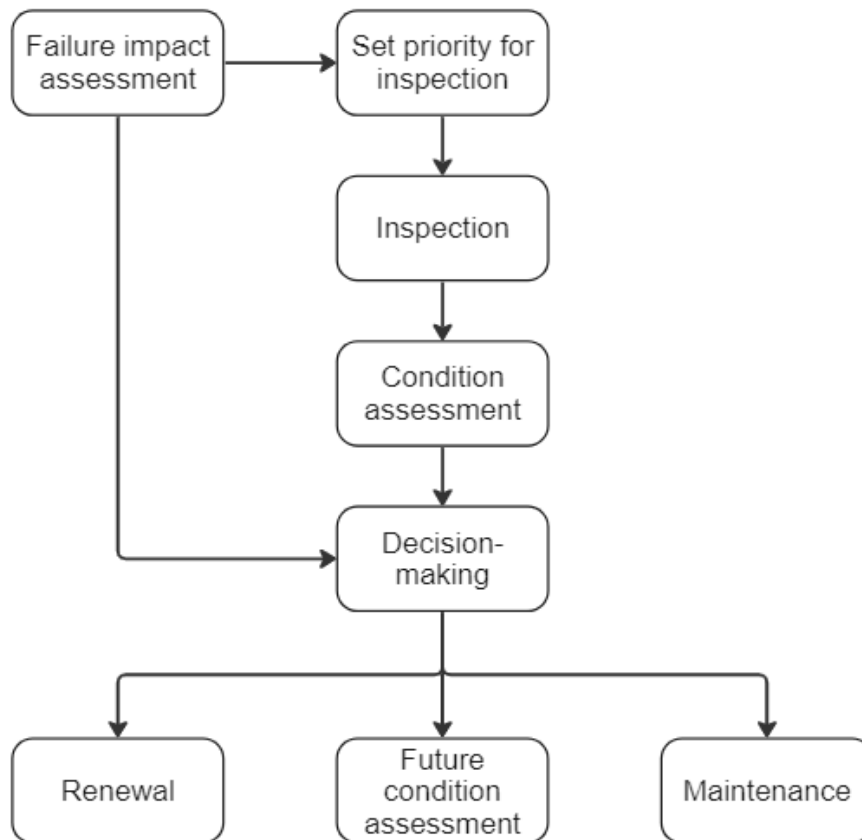 Failure impact
assessment
Set priority for
inspection
Inspection
Condition
assessment
Decision-
making
Renewal
Future
condition
assessment
Maintenance